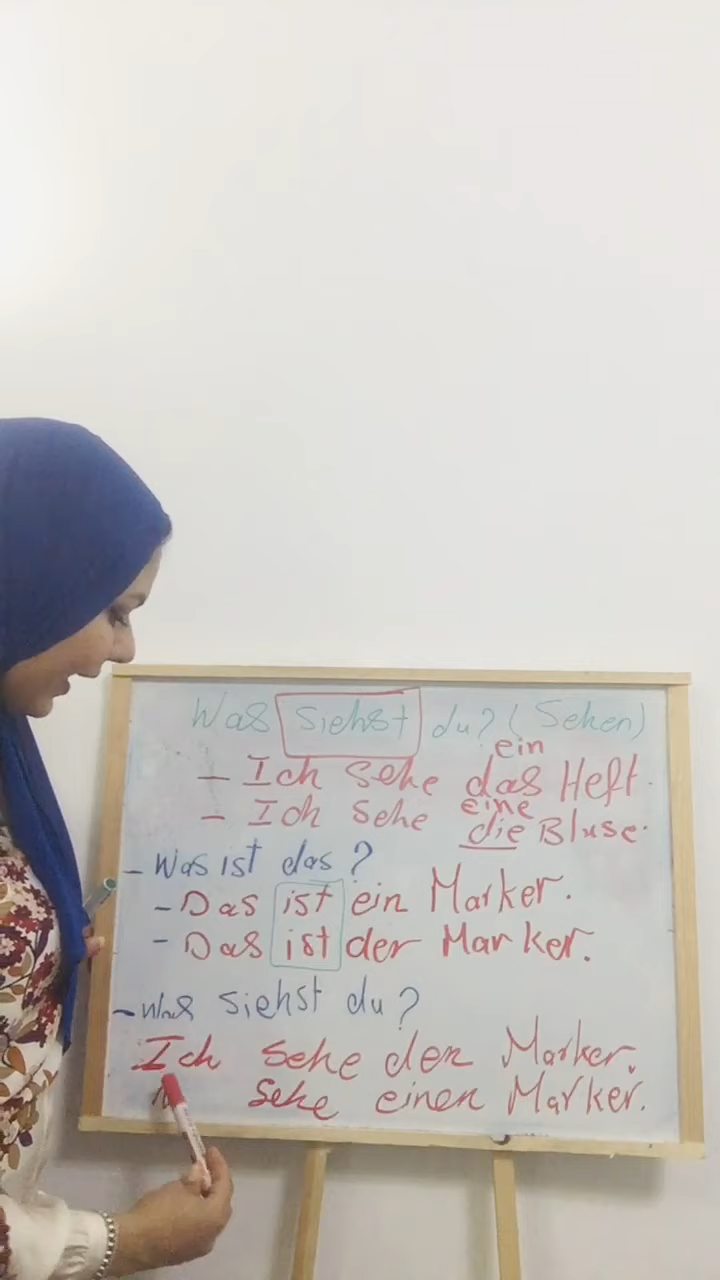 Was siehst du? (Sehen)
ein
- Ich sehe das Heft.
eine
- Ich sehe die Bluse.
- Was ist das?
- Das ist ein Marker.
- Das ist der Marker.
- Was siehst du?
Ich sehe den Marker.
sehe einen Marker.